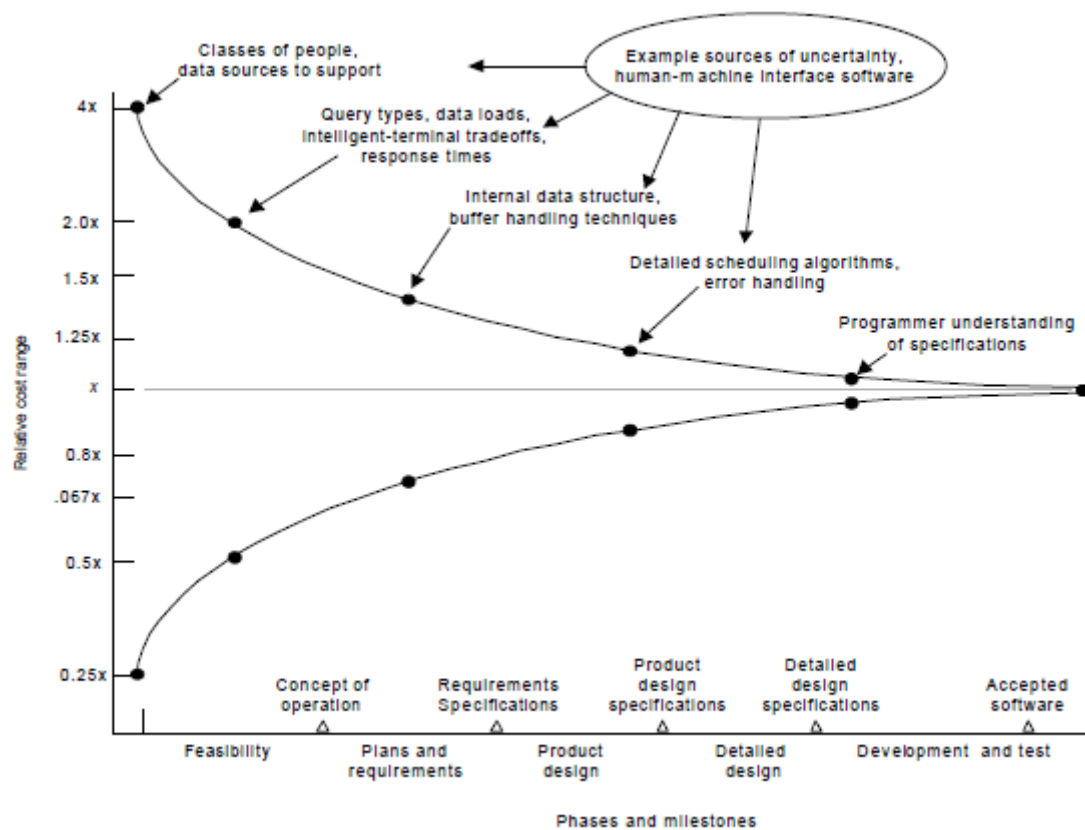 Classes of people,
data sources to support
Example sources of uncertainty,
human-machine interface software
4x
Query types, data loads,
intelligent-terminal tradeoffs,
response times
Internal data structure,
buffer handling techniques
2.0x
Detailed scheduling algorithms,
error handling
1.5x
Programmer understanding
of specifications
1.25x
x
Relative cost range
0.8x
.067x
0.5x
0.25x
Concept of
operation
Requirements
Specifications
Product
design
specifications
Detailed
design
specifications
Accepted
software
Feasibility
Plans and
requirements
Product
design
Detailed
design
Development and test
Phases and milestones